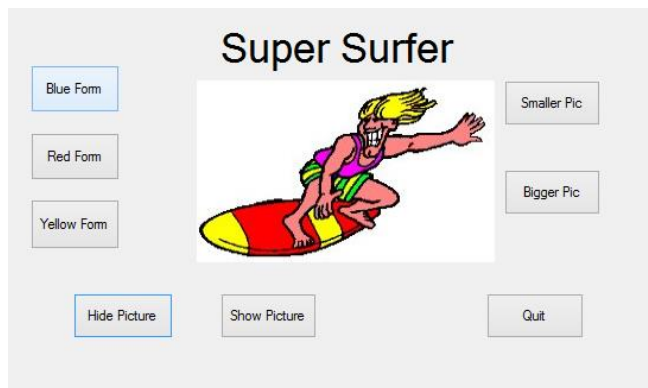 Super Surfer
Blue Form
Smaller Pic
Red Form
Bigger Pic
Yellow Form
Hide Picture
Show Picture
Quit